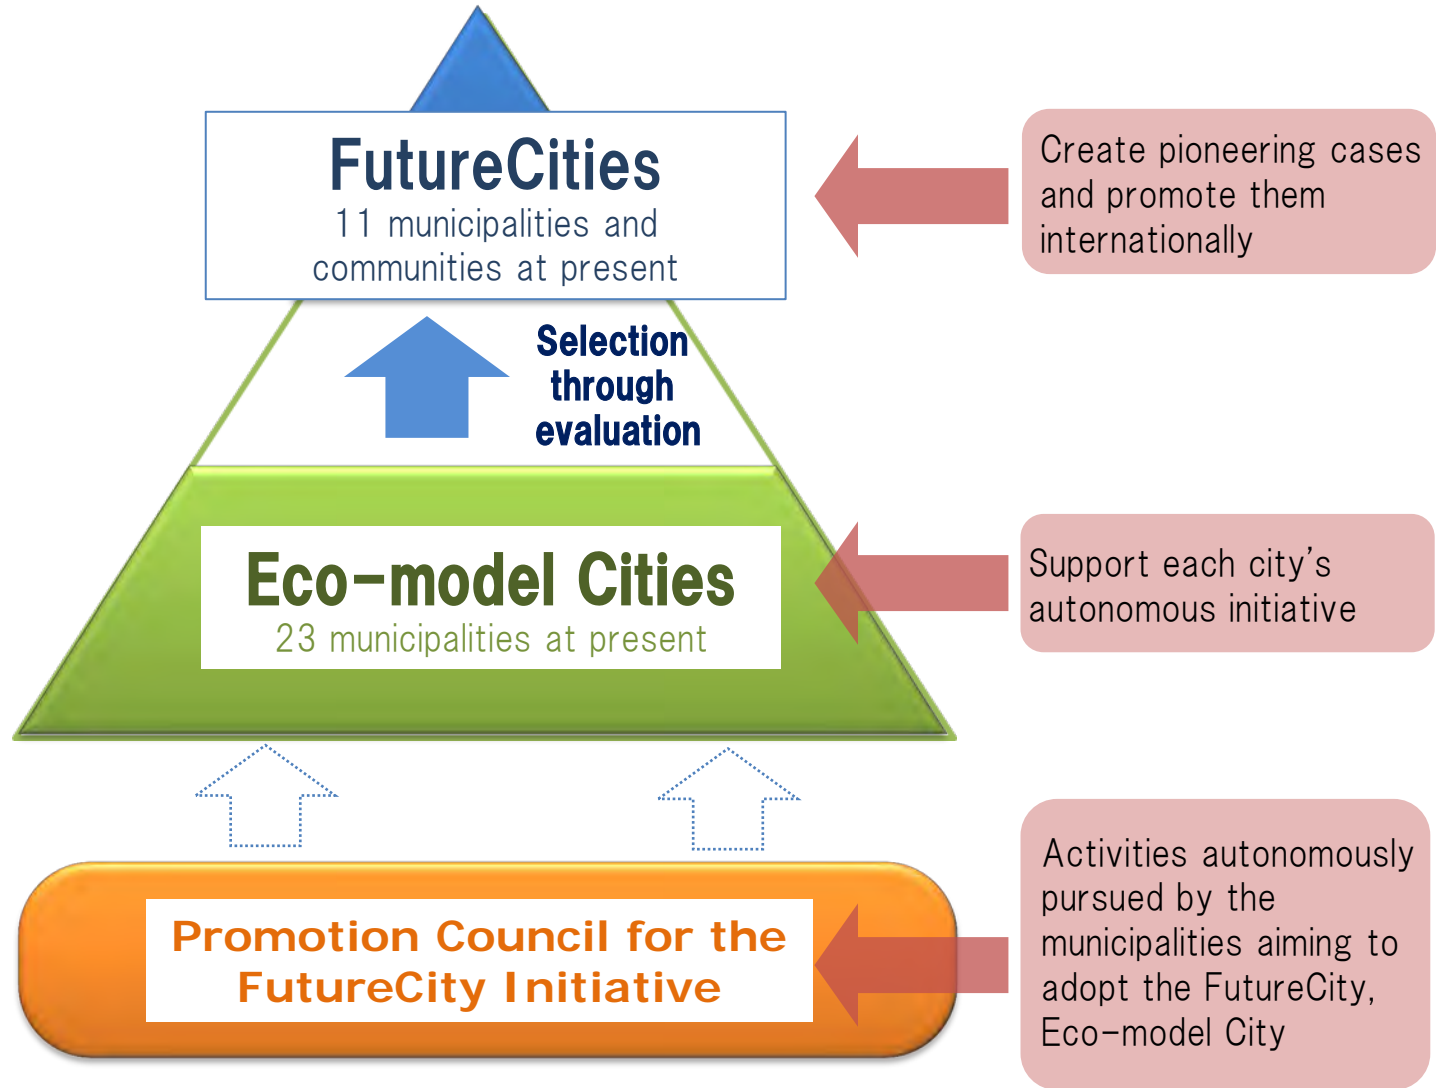 FutureCities
11 municipalities and
communities at present
Create pioneering cases
and promote them
internationally
Selection
through
evaluation
Eco-model Cities
23 municipalities at present
Support each city's
autonomous initiative
Promotion Council for the
FutureCity Initiative
Activities autonomously
pursued by the
municipalities aiming to
adopt the FutureCity,
Eco-model City